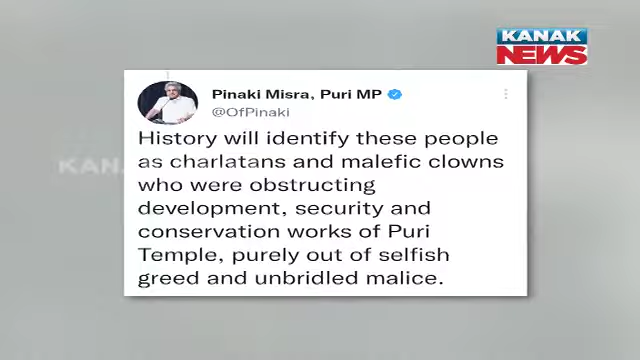 KANAK
NEWS
Pinaki Misra, Puri MP
@OfPinaki
History will identify these people
as charlatans and malefic clowns
who were obstructing
development, security and
conservation works of Puri
Temple, purely out of selfish
greed and unbridled malice.
KANA